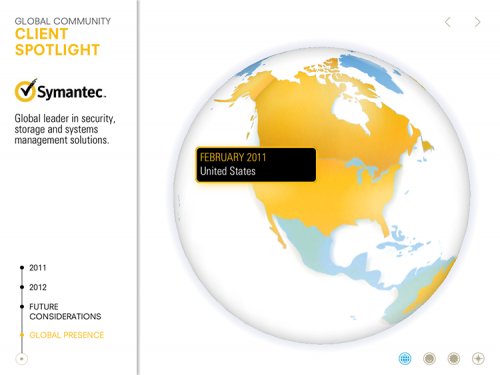 GLOBAL COMMUNITY
CLIENT
SPOTLIGHT
Symantec.
Global leader in security,
storage and systems
management solutions.
FEBRUARY 2011
United States
2011
2012
FUTURE
CONSIDERATIONS
GLOBAL PRESENCE